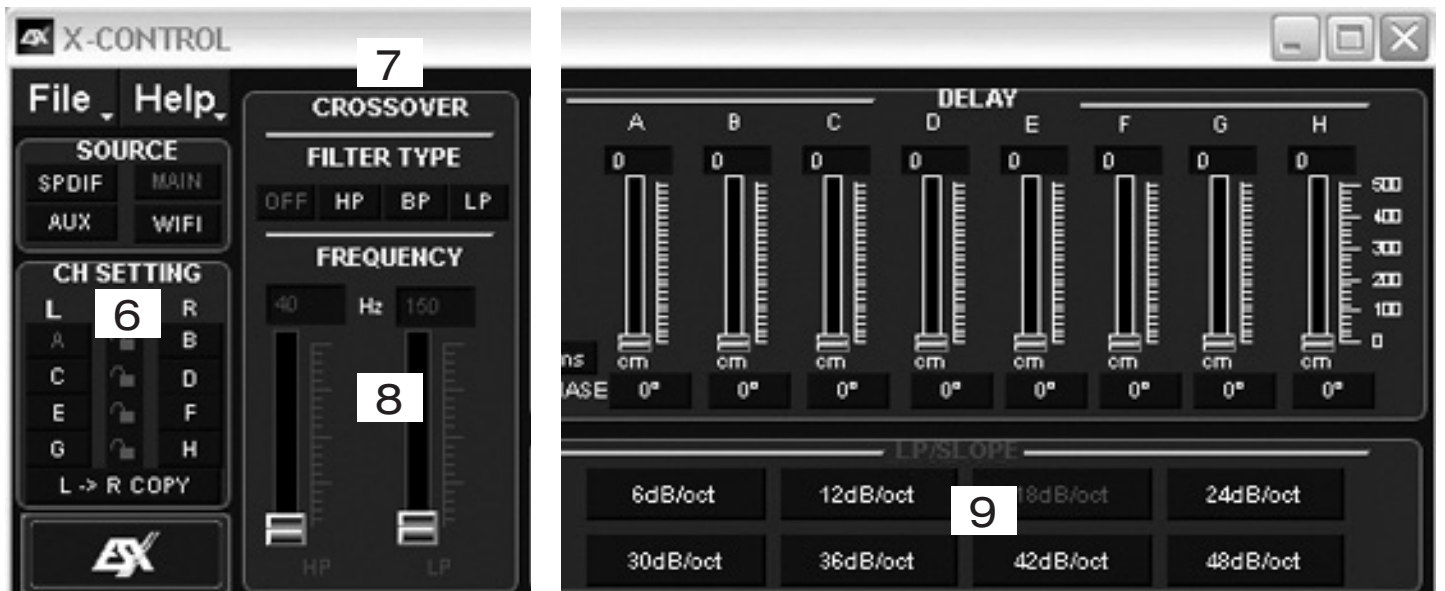 X-CONTROL
7
File Help
CROSSOVER
SOURCE
FILTER TYPE
SPDIF MAIN
AUX WIFI
OFF HP BP LP
FREQUENCY
CH SETTING
40 Hz 150
6
L R
A B
C D
E F
G H
8
L -> R COPY
ESX
HP LP
DELAY
A B C D E F G H
0 0 0 0 0 0 0 0
500
400
300
200
100
0
cm cm cm cm cm cm cm cm
0° 0° 0° 0° 0° 0° 0° 0°
LP/SLOPE
6dB/oct 12dB/oct 18dB/oct 24dB/oct
9
30dB/oct 36dB/oct 42dB/oct 48dB/oct